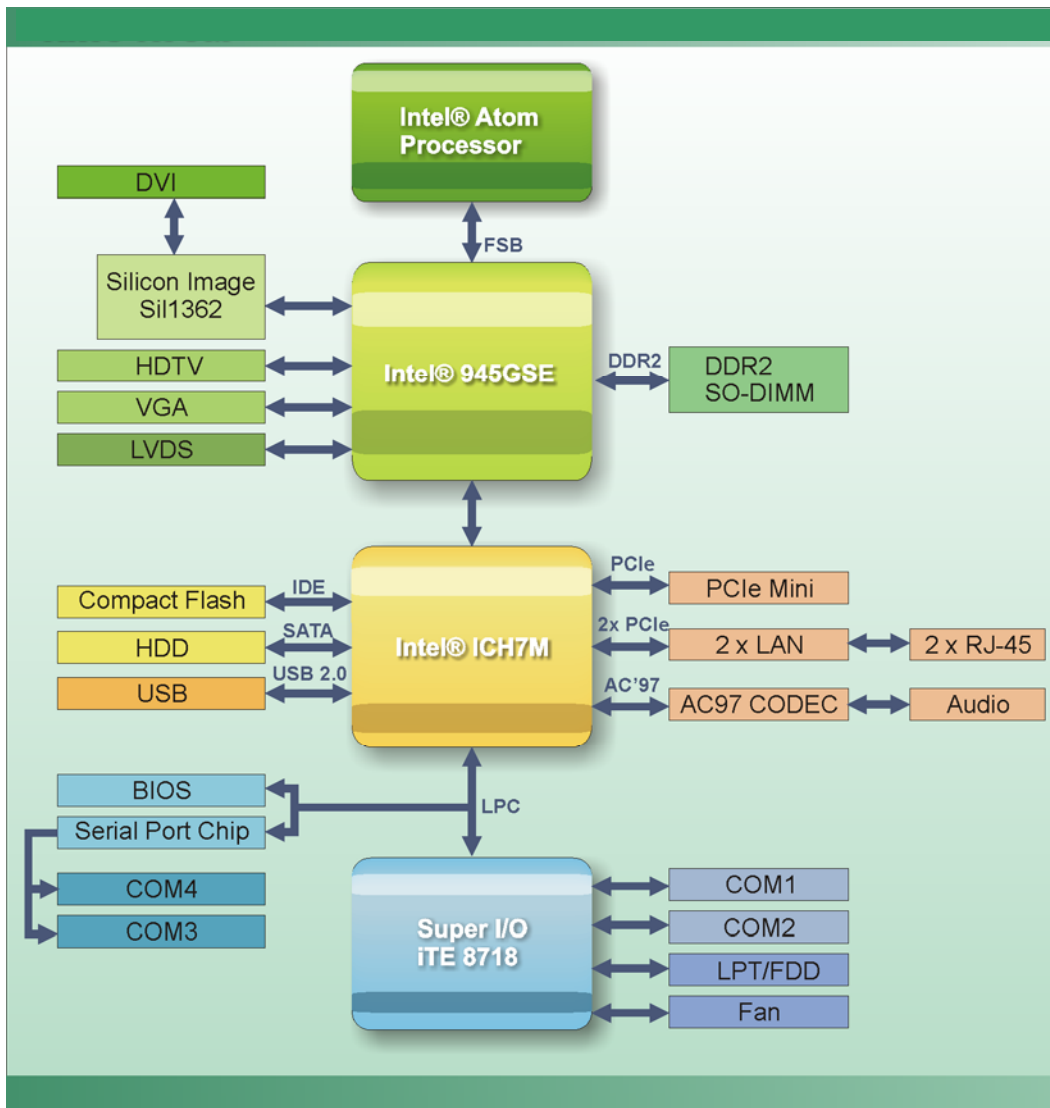 Intel® Atom
Processor
DVI
FSB
Silicon Image
SiI1362
HDTV
VGA
LVDS
Intel® 945GSE
DDR2
DDR2
SO-DIMM
Compact Flash
IDE
HDD
SATA
USB
USB 2.0
Intel® ICH7M
PCIe
PCIe Mini
2x PCIe
2 x LAN
2 x RJ-45
AC'97
AC97 CODEC
Audio
BIOS
Serial Port Chip
LPC
COM4
COM3
Super I/O
iTE 8718
COM1
COM2
LPT/FDD
Fan